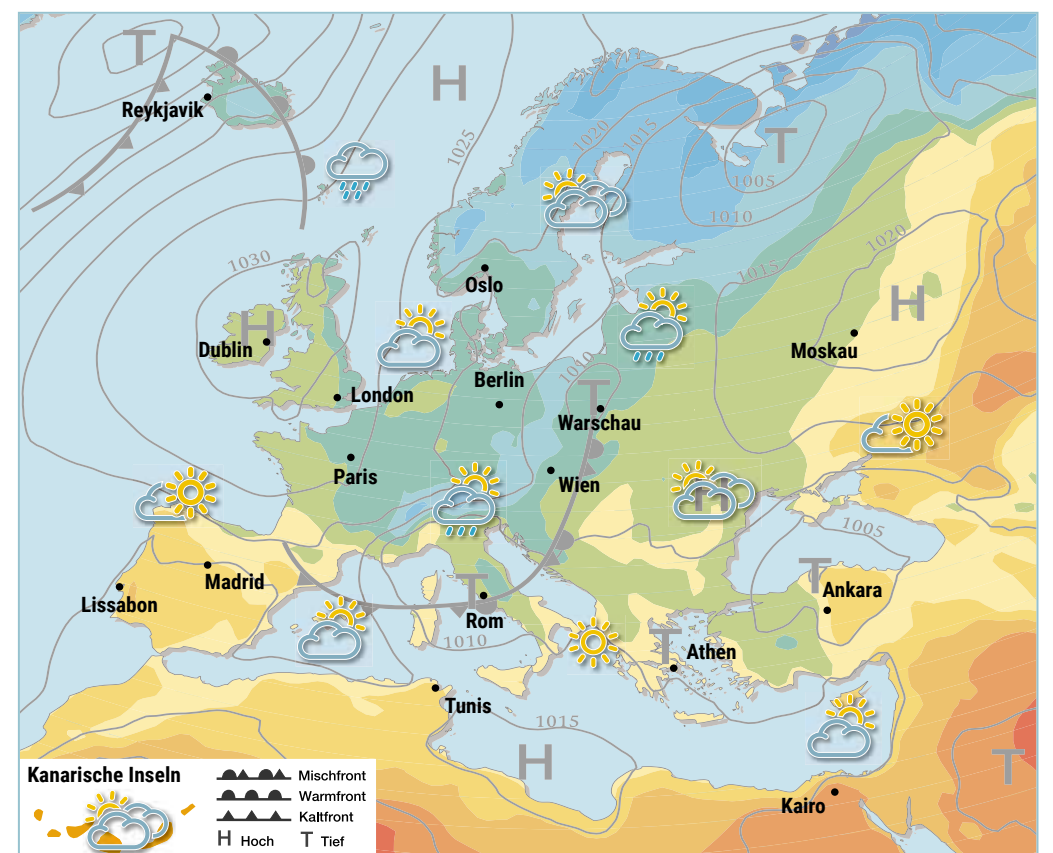 T
H
Reykjavik
1025
1020
1015
T
1005
1010
1020
1015
1030
Oslo
H
H
Dublin
Moskau
Berlin
1010
T
London
Warschau
Paris
Wien
H
1005
Madrid
T
T
Ankara
Lissabon
Rom
1010
T
Athen
Tunis
1015
H
T
Kairo
Kanarische Inseln
Mischfront
Warmfront
Kaltfront
H Hoch T Tief